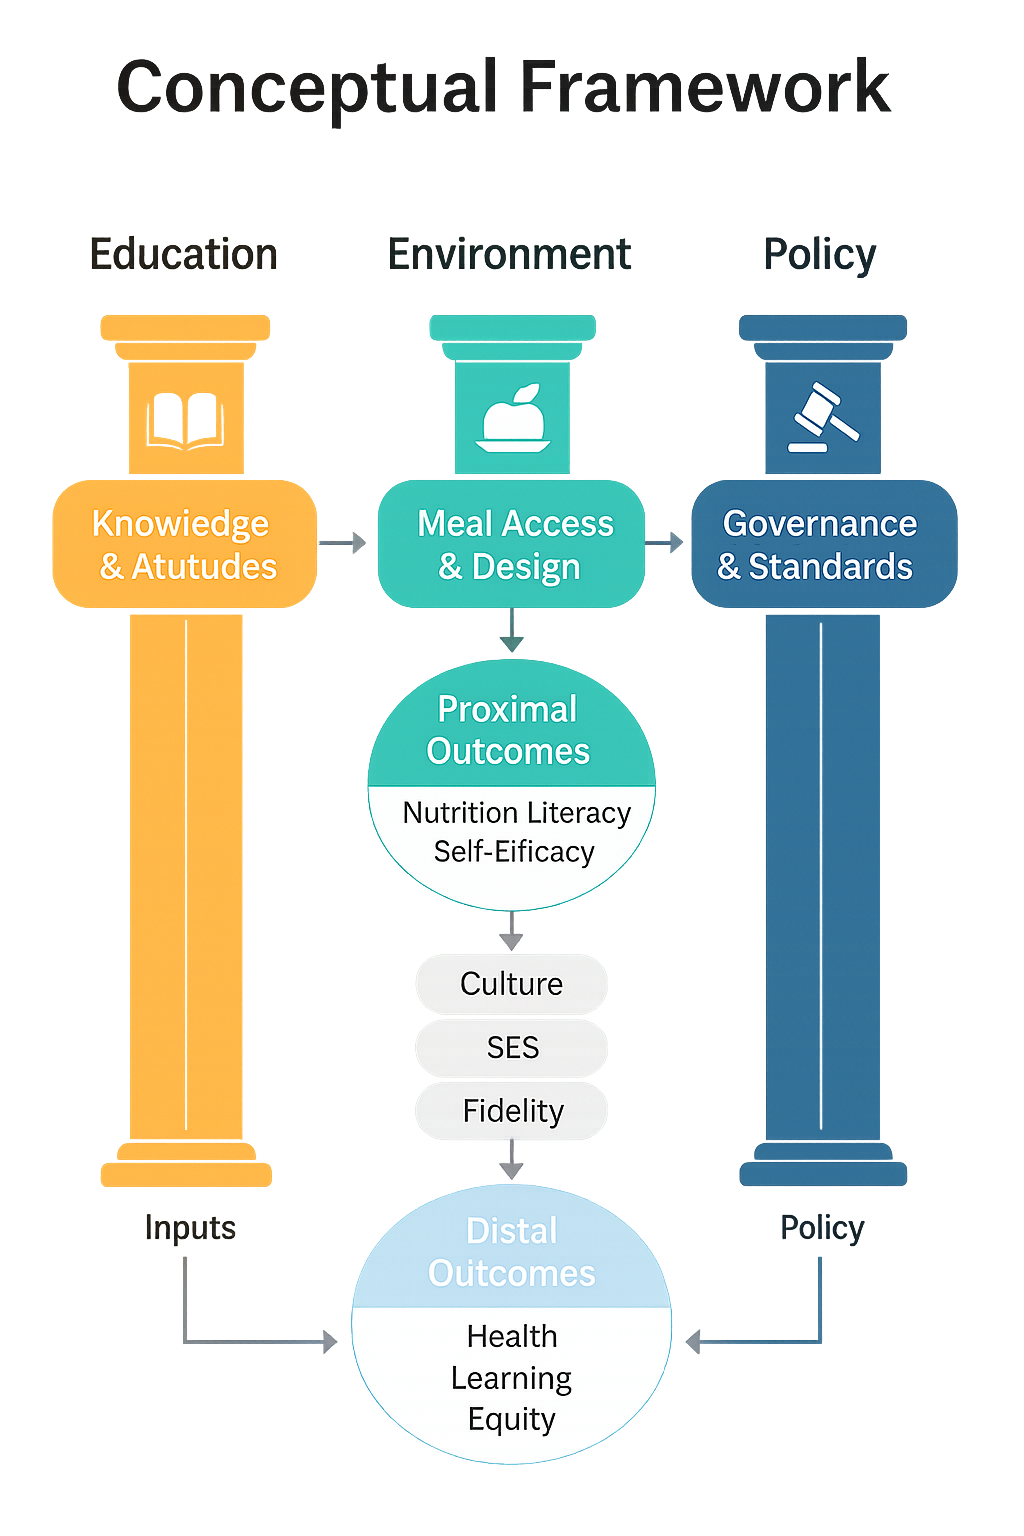 Conceptual Framework
Education
Environment
Policy
Knowiedge
& Atutudes
Meal Access
& Design
Governance
& Standards
Proximal
Outcomes
Nutrition Literacy
Self-Eificacy
Culture
SES
Fidelity
Inputs
Policy
Distal
Outcomes
Health
Learning
Equity